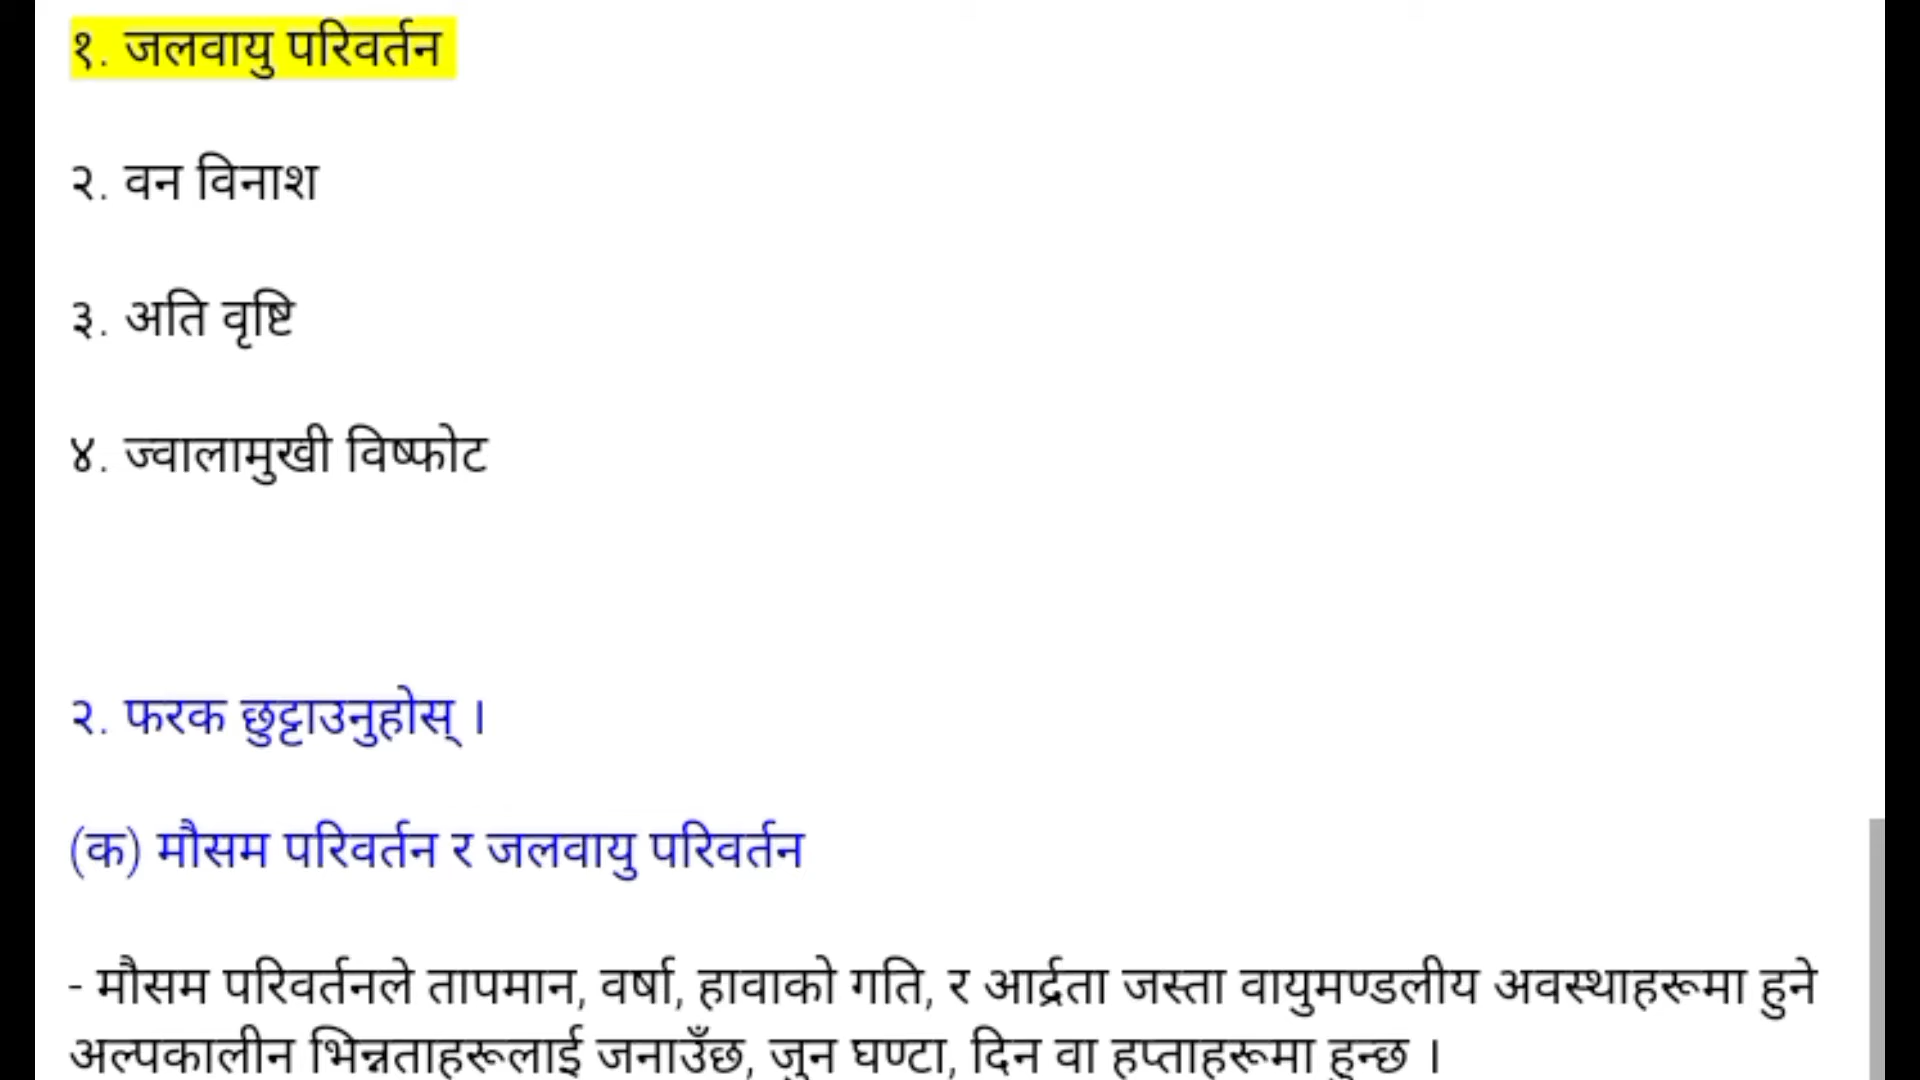 १. जलवायु परिवर्तन
२. वन विनाश
३. अति वृष्टि
४. ज्वालामुखी विष्फोट
२. फरक छुट्टाउनुहोस् ।
(क) मौसम परिवर्तन र जलवायु परिवर्तन
- मौसम परिवर्तनले तापमान, वर्षा, हावाको गति, र आर्द्रता जस्ता वायुमण्डलीय अवस्थाहरूमा हुने
अल्पकालीन भिन्नताहरूलाई जनाउँछ, जुन घण्टा, दिन वा हप्ताहरूमा हुन्छ ।